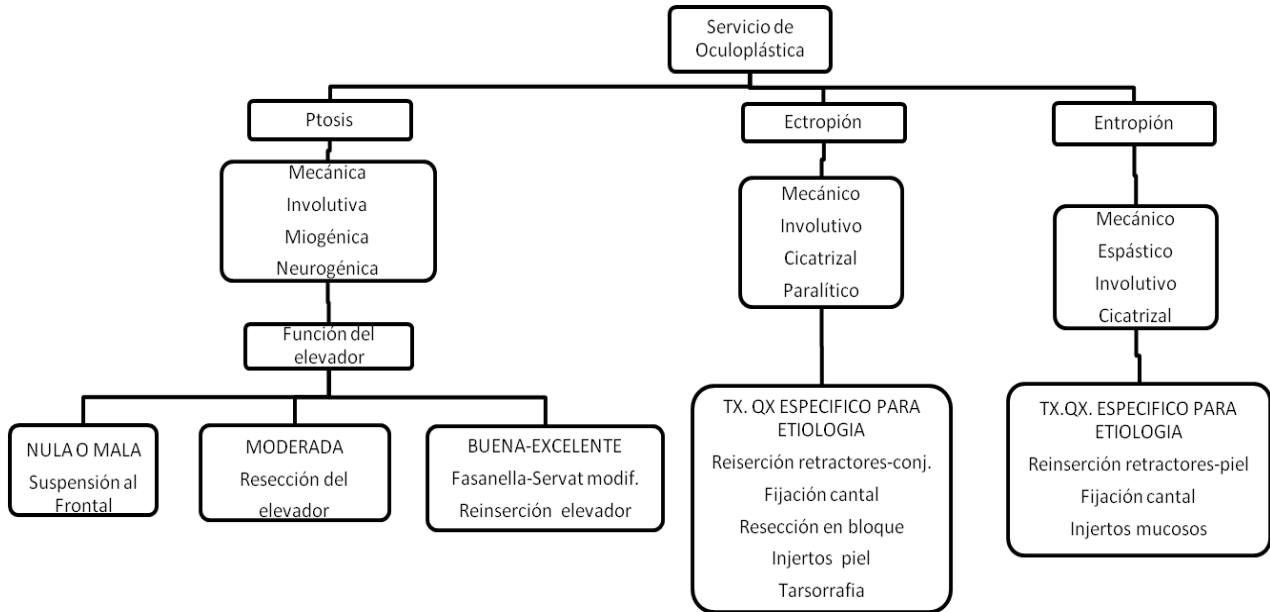 Servicio de
Oculoplástica
Ptosis
Ectropión
Entropión
Mecánica
Involutiva
Miogénica
Neurogénica
Mecánico
Involutivo
Cicatrizal
Paralítico
Mecánico
Espástico
Involutivo
Cicatrizal
Función del
elevador
NULA O MALA
Suspensión al
Frontal
MODERADA
Resección del
elevador
BUENA-EXCELENTE
Fasanella-Servat modif.
Reinserción elevador
TX. QX ESPECIFICO PARA
ETIOLOGIA
Reiserción retractores-conj.
Fijación cantal
Resección en bloque
Injertos piel
Tarsorrafia
TX.QX. ESPECIFICO PARA
ETIOLOGIA
Reinserción retractores-piel
Fijación cantal
Injertos mucosos